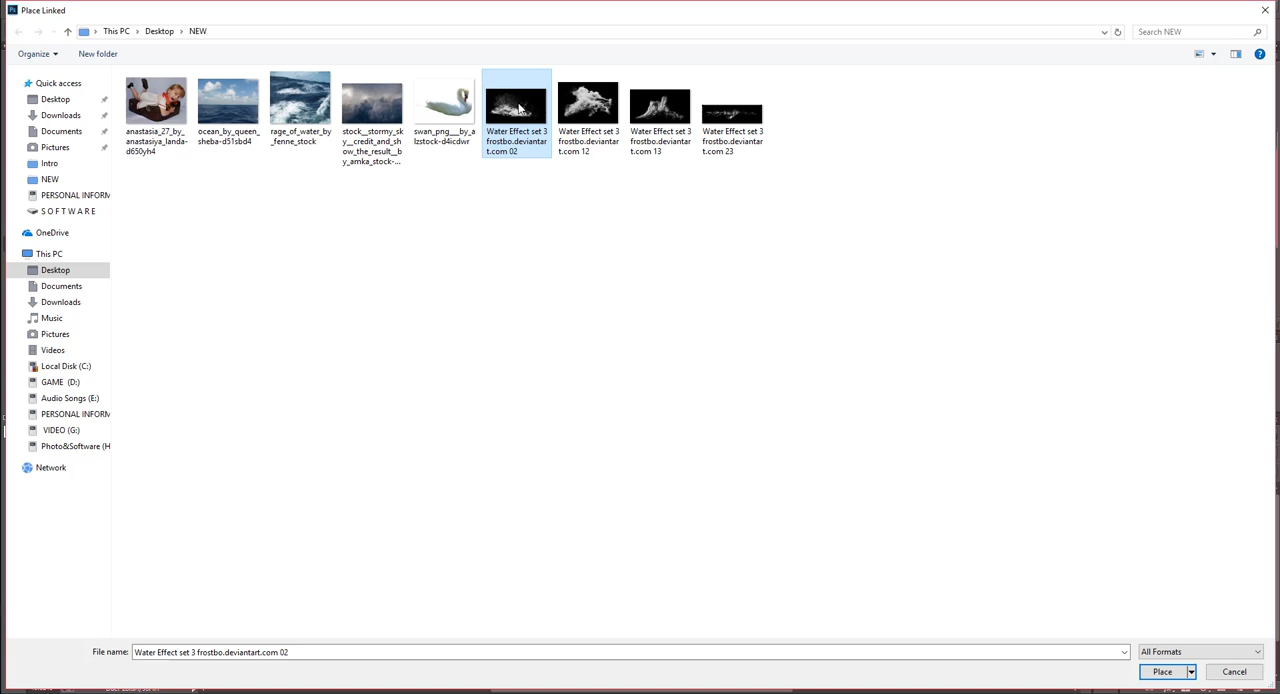 Place Linked
This PC > Desktop > NEW
Search NEW
Organize
New folder
Quick access
Desktop
Downloads
Documents
Pictures
Intro
NEW
PERSONAL INFORM
S O F T W A R E
OneDrive
This PC
Desktop
Documents
Downloads
Music
Pictures
Videos
Local Disk (C:)
GAME (D:)
Audio Songs (E:)
PERSONAL INFORM
VIDEO (G:)
Photo&Software (H
Network
anastasia_27_by_
anastasiya_landa-
d650yh4
ocean_by_queen_
sheba-d51sbd4
rage_of_water_by
_fenne_stock
stock__stormy_sk
y__credit_and_sh
ow_the_result__b
y_amka_stock-...
swan_png___by_a
lzstock-d4icdwr
Water Effect set 3
frostbo.deviantar
t.com 02
Water Effect set 3
frostbo.deviantar
t.com 12
Water Effect set 3
frostbo.deviantar
t.com 13
Water Effect set 3
frostbo.deviantar
t.com 23
File name: Water Effect set 3 frostbo.deviantart.com 02
All Formats
Place
Cancel